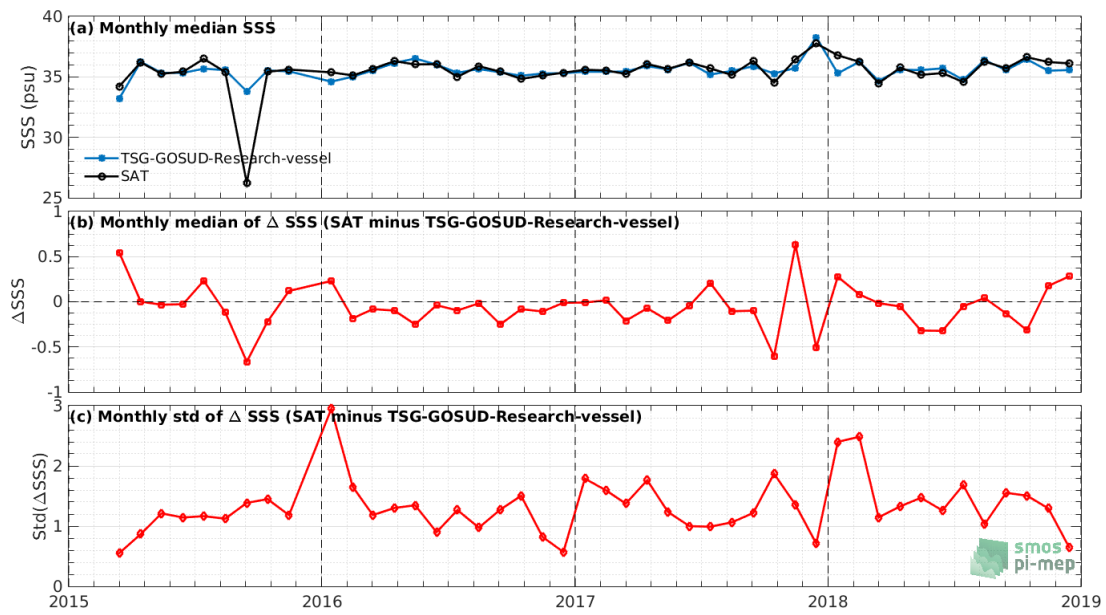 (a) Monthly median SSS
40
35
30
25
SSS (psu)
TSG-GOSUD-Research-vessel
SAT
(b) Monthly median of Δ SSS (SAT minus TSG-GOSUD-Research-vessel)
1
0.5
0
-0.5
-1
ΔSSS
(c) Monthly std of Δ SSS (SAT minus TSG-GOSUD-Research-vessel)
3
2
1
0
Std(ΔSSS)
smos
pi-mep
2015 2016 2017 2018 2019